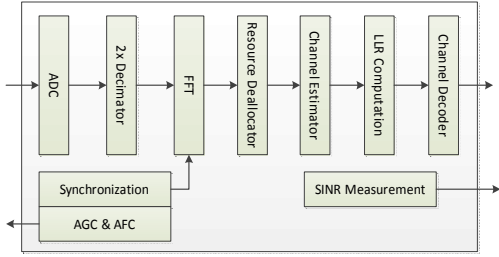 ADC
2x Decimator
FFT
Resource Deallocator
Channel Estimator
LLR Computation
Channel Decoder
Synchronization
AGC & AFC
SINR Measurement